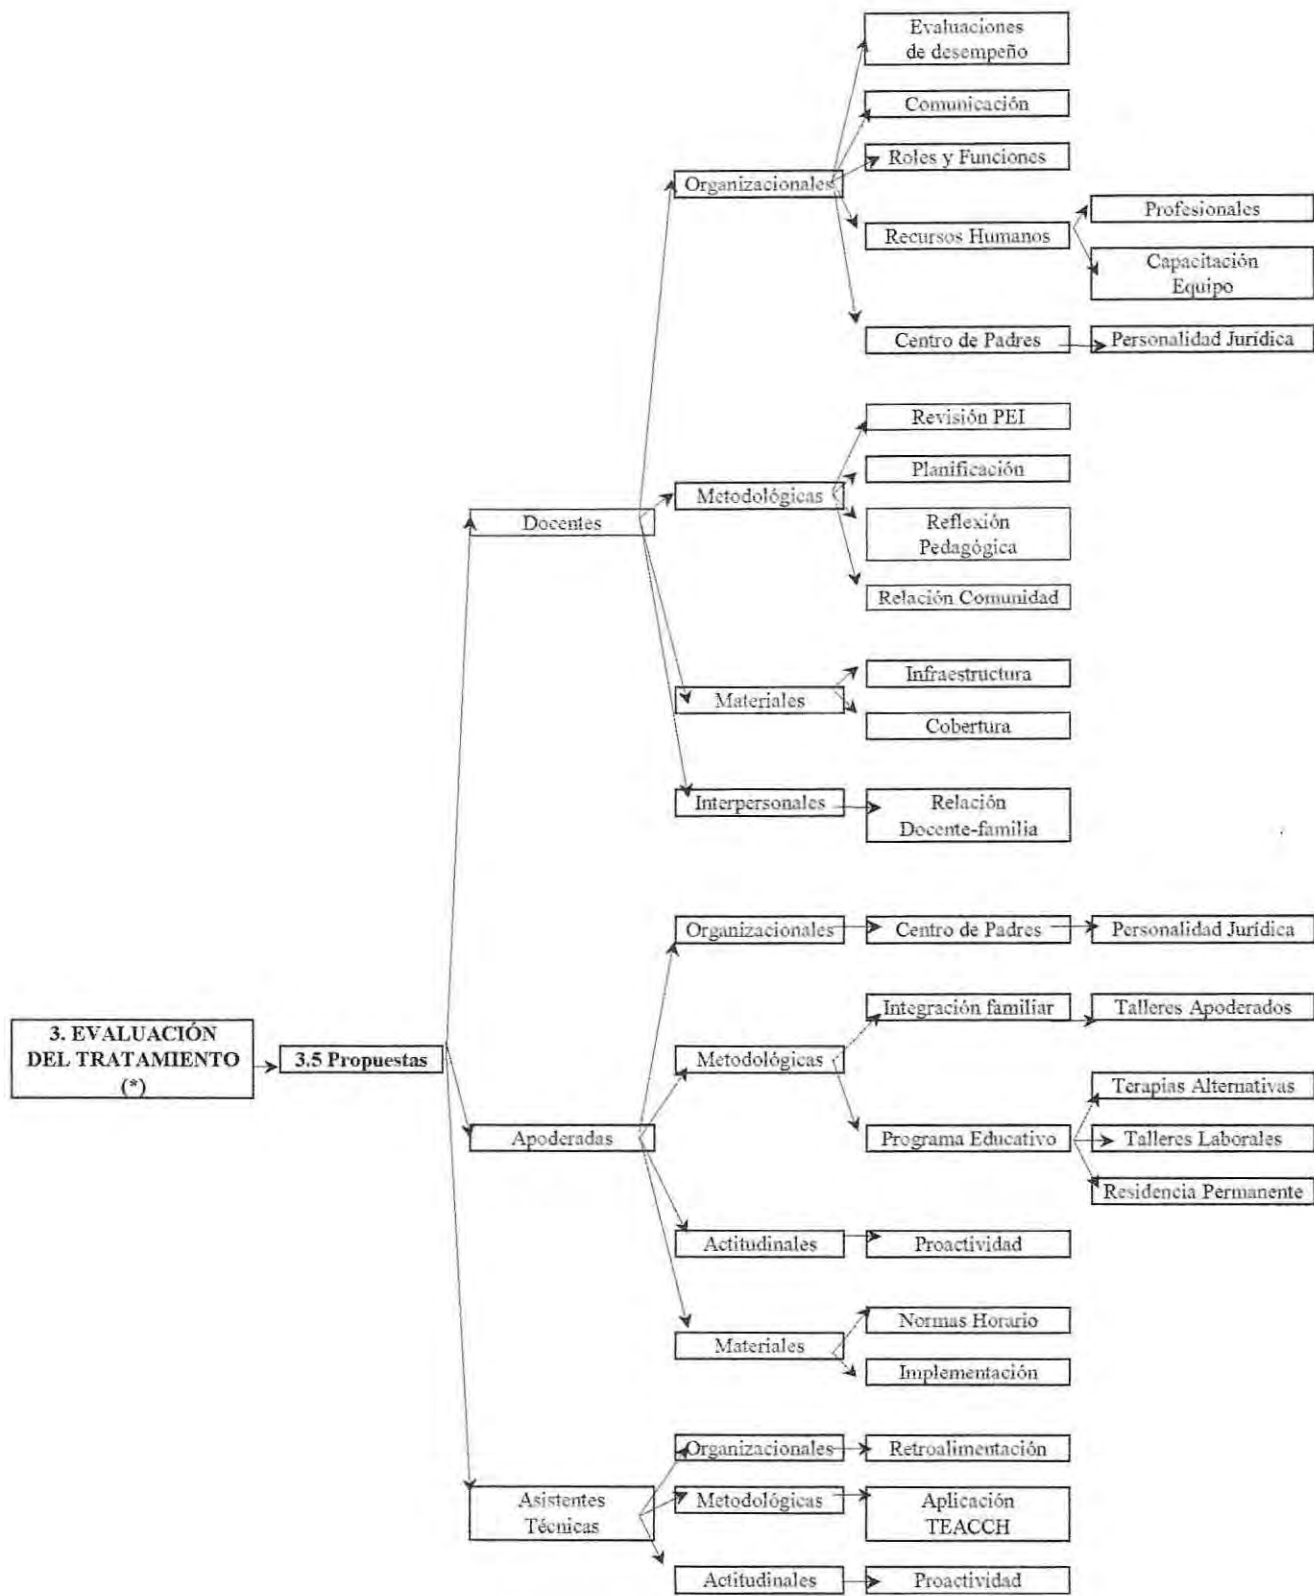 Evaluaciones
de desempeño
Comunicación
Roles y Funciones
Organizacionales
Profesionales
Recursos Humanos
Capacitación
Equipo
Centro de Padres
Personalidad Jurídica
Revisión PEI
Planificación
Metodológicas
Docentes
Reflexión
Pedagógica
Relación Comunidad
Infraestructura
Materiales
Cobertura
Interpersonales
Relación
Docente-familia
Organizacionales
Centro de Padres
Personalidad Jurídica
Integración familiar
Talleres Apoderados
3. EVALUACIÓN
DEL TRATAMIENTO
(*)
3.5 Propuestas
Metodológicas
Terapias Alternativas
Apoderadas
Programa Educativo
Talleres Laborales
Residencia Permanente
Actitudinales
Proactividad
Normas Horario
Materiales
Implementación
Organizacionales
Retroalimentación
Asistentes
Técnicas
Metodológicas
Aplicación
TEACCH
Actitudinales
Proactividad